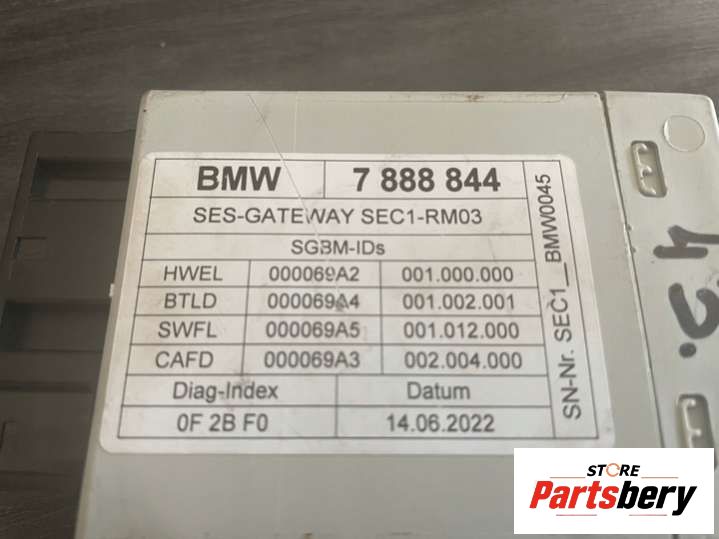 BMW 7 888 844
SES-GATEWAY SEC1-RM03
SGBM-IDs
HWEL 000069A2 001.000.000
BTLD 000069A4 001.002.001
SWFL 000069A5 001.012.000
CAFD 000069A3 002.004.000
Diag-Index Datum
0F 2B F0 14.06.2022
SN-Nr. SEC1__BMW0045
STORE
Partsbery